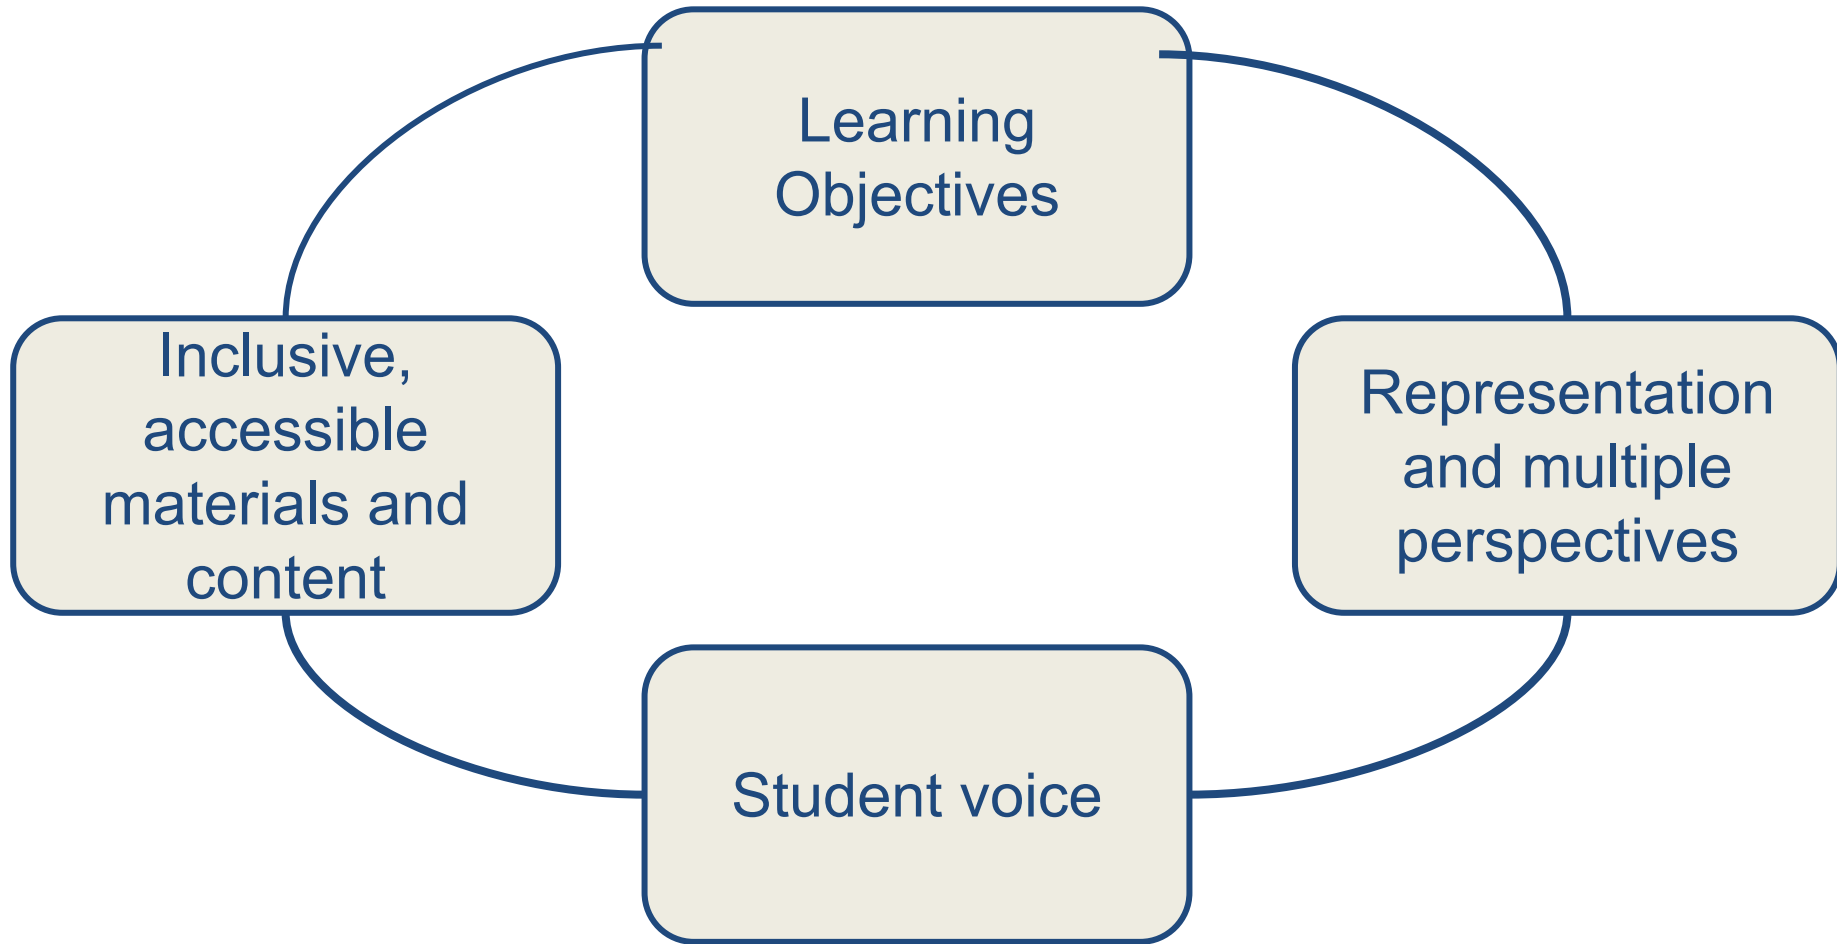 Learning
Objectives
Inclusive,
accessible
materials and
content
Representation
and multiple
perspectives
Student voice